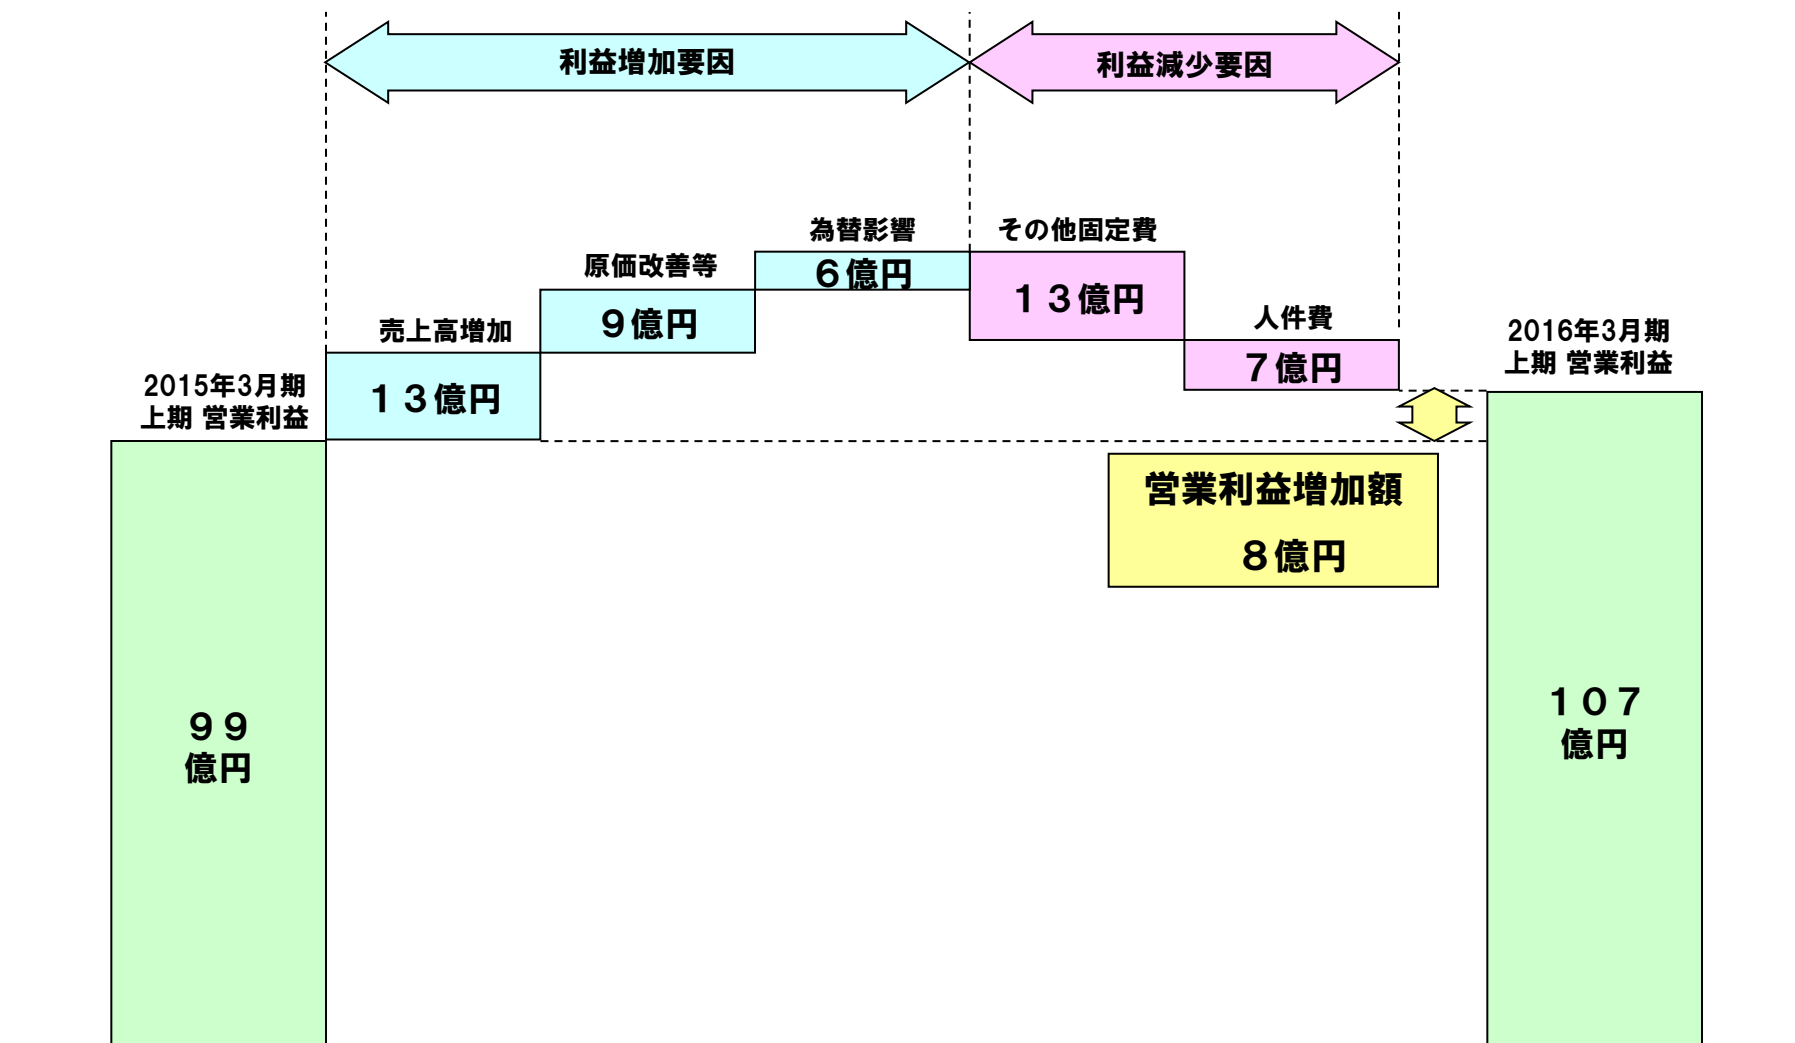 利益増加要因
利益減少要因
為替影響
その他固定費
原価改善等
６億円
１３億円
９億円
人件費
売上高増加
７億円
2016年3月期
上期 営業利益
2015年3月期
上期 営業利益
１３億円
営業利益増加額
８億円
９９
億円
１０７
億円